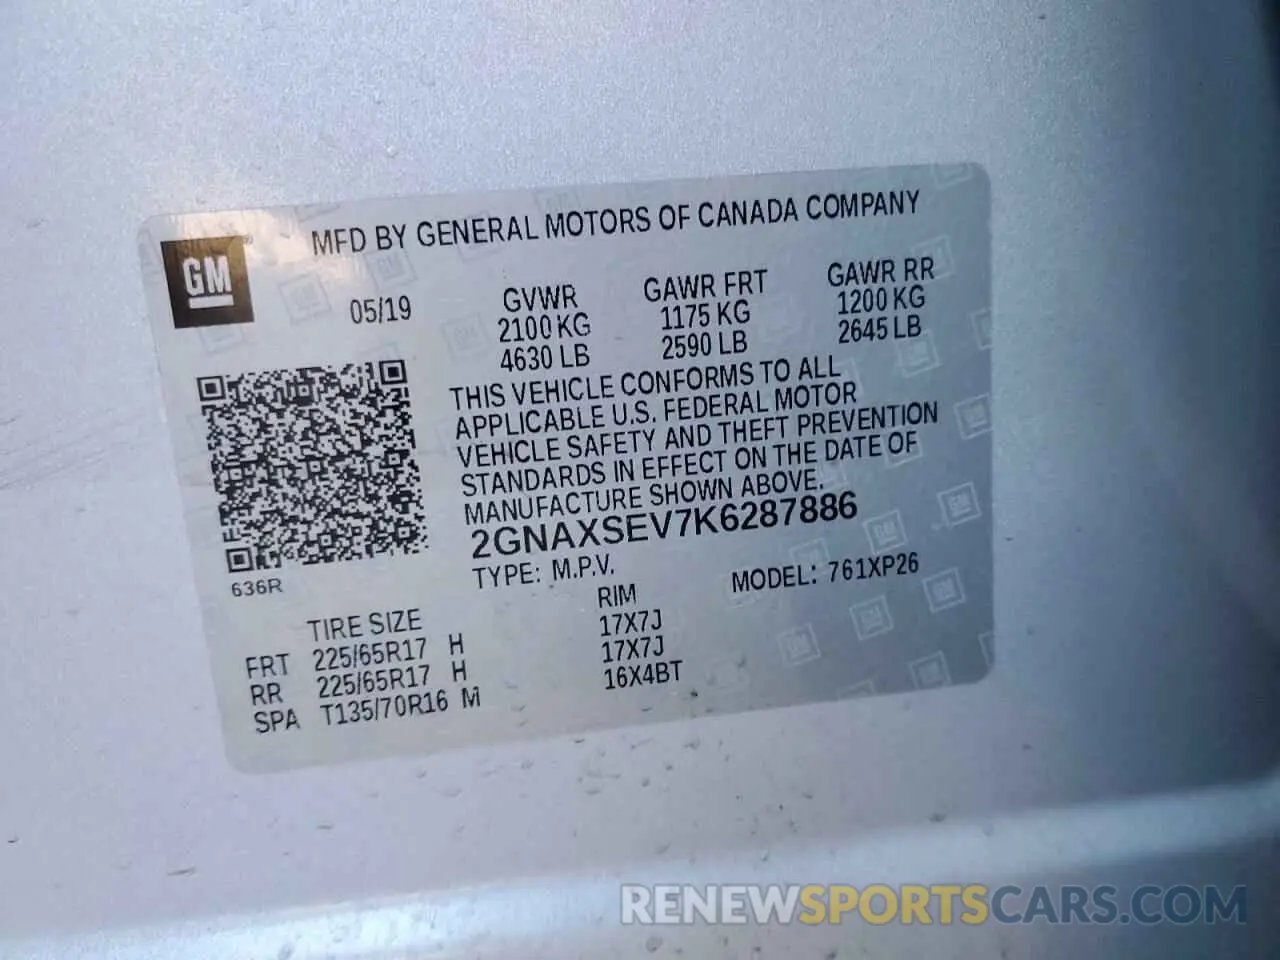 MFD BY GENERAL MOTORS OF CANADA COMPANY
GM
05/19
GVWR GAWR FRT GAWR RR
2100 KG 1175 KG 1200 KG
4630 LB 2590 LB 2645 LB
THIS VEHICLE CONFORMS TO ALL
APPLICABLE U.S. FEDERAL MOTOR
VEHICLE SAFETY AND THEFT PREVENTION
STANDARDS IN EFFECT ON THE DATE OF
MANUFACTURE SHOWN ABOVE.
2GNAXSEV7K6287886
TYPE: M.P.V. MODEL: 761XP26
636R
TIRE SIZE RIM
FRT 225/65R17 H 17X7J
RR 225/65R17 H 17X7J
SPA T135/70R16 M 16X4BT
RENEWSPORTSCARS.COM